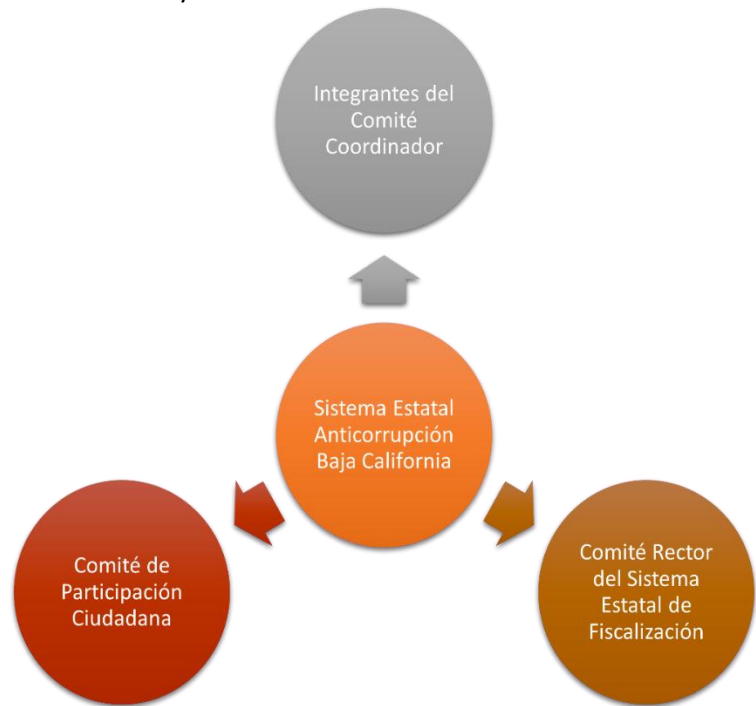 Integrantes del
Comité
Coordinador
Sistema Estatal
Anticorrupción
Baja California
Comité de
Participación
Ciudadana
Comité Rector
del Sistema
Estatal de
Fiscalización